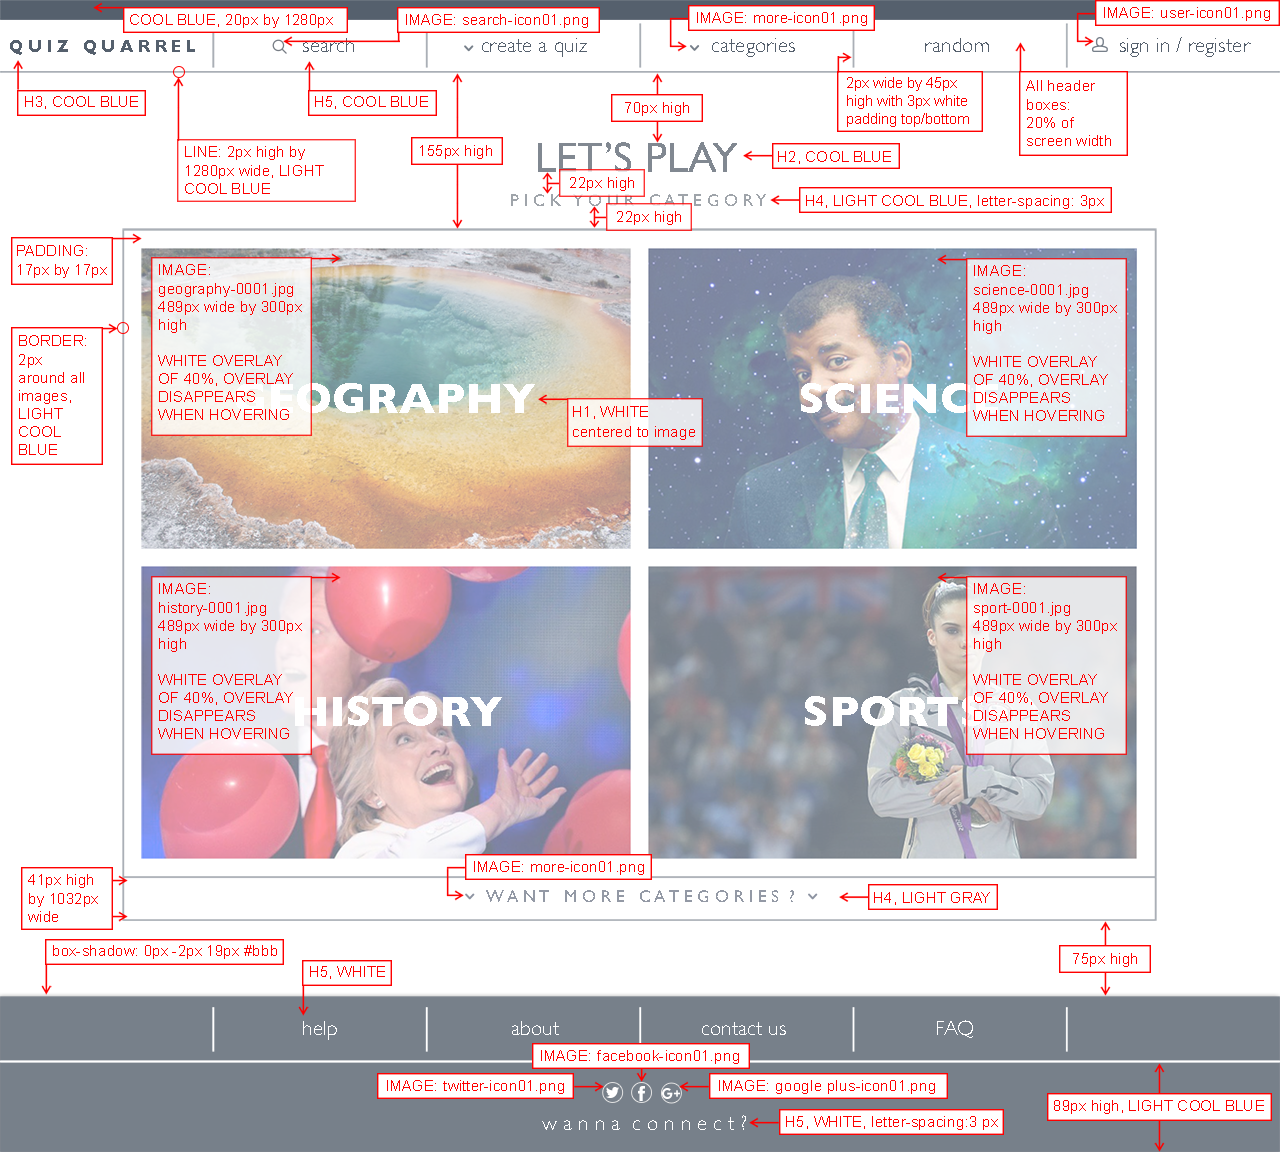 COOL BLUE, 20px by 1280px
IMAGE: search-icon01.png
IMAGE: more-icon01.png
IMAGE: user-icon01.png
QUIZ QUARREL
search
create a quiz
categories
random
sign in / register
H3, COOL BLUE
H5, COOL BLUE
70px high
2px wide by 45px
high with 3px white
padding top/bottom
All header
boxes:
20% of
screen width
LINE: 2px high by
1280px wide, LIGHT
COOL BLUE
155px high
LET'S PLAY
H2, COOL BLUE
22px high
PICK YOUR CATEGORY
H4, LIGHT COOL BLUE, letter-spacing: 3px
22px high
PADDING:
17px by 17px
BORDER:
2px
around all
images,
LIGHT
COOL
BLUE
IMAGE:
geography-0001.jpg
489px wide by 300px
high
WHITE OVERLAY
OF 40%, OVERLAY
DISAPPEARS
WHEN HOVERING
EOGRAPHY
H1, WHITE
centered to image
IMAGE:
science-0001.jpg
489px wide by 300px
high
WHITE OVERLAY
OF 40%, OVERLAY
DISAPPEARS
WHEN HOVERING
SCIENC
IMAGE:
history-0001.jpg
489px wide by 300px
high
WHITE OVERLAY
OF 40%, OVERLAY
DISAPPEARS
WHEN HOVERING
HISTORY
IMAGE:
sport-0001.jpg
489px wide by 300px
high
WHITE OVERLAY
OF 40%, OVERLAY
DISAPPEARS
WHEN HOVERING
SPORTS
IMAGE: more-icon01.png
41px high
by 1032px
wide
WANT MORE CATEGORIES ?
H4, LIGHT GRAY
box-shadow: 0px -2px 19px #bbb
75px high
H5, WHITE
help
about
contact us
FAQ
IMAGE: facebook-icon01.png
IMAGE: twitter-icon01.png
IMAGE: google plus-icon01.png
89px high, LIGHT COOL BLUE
wanna connect?
H5, WHITE, letter-spacing:3 px